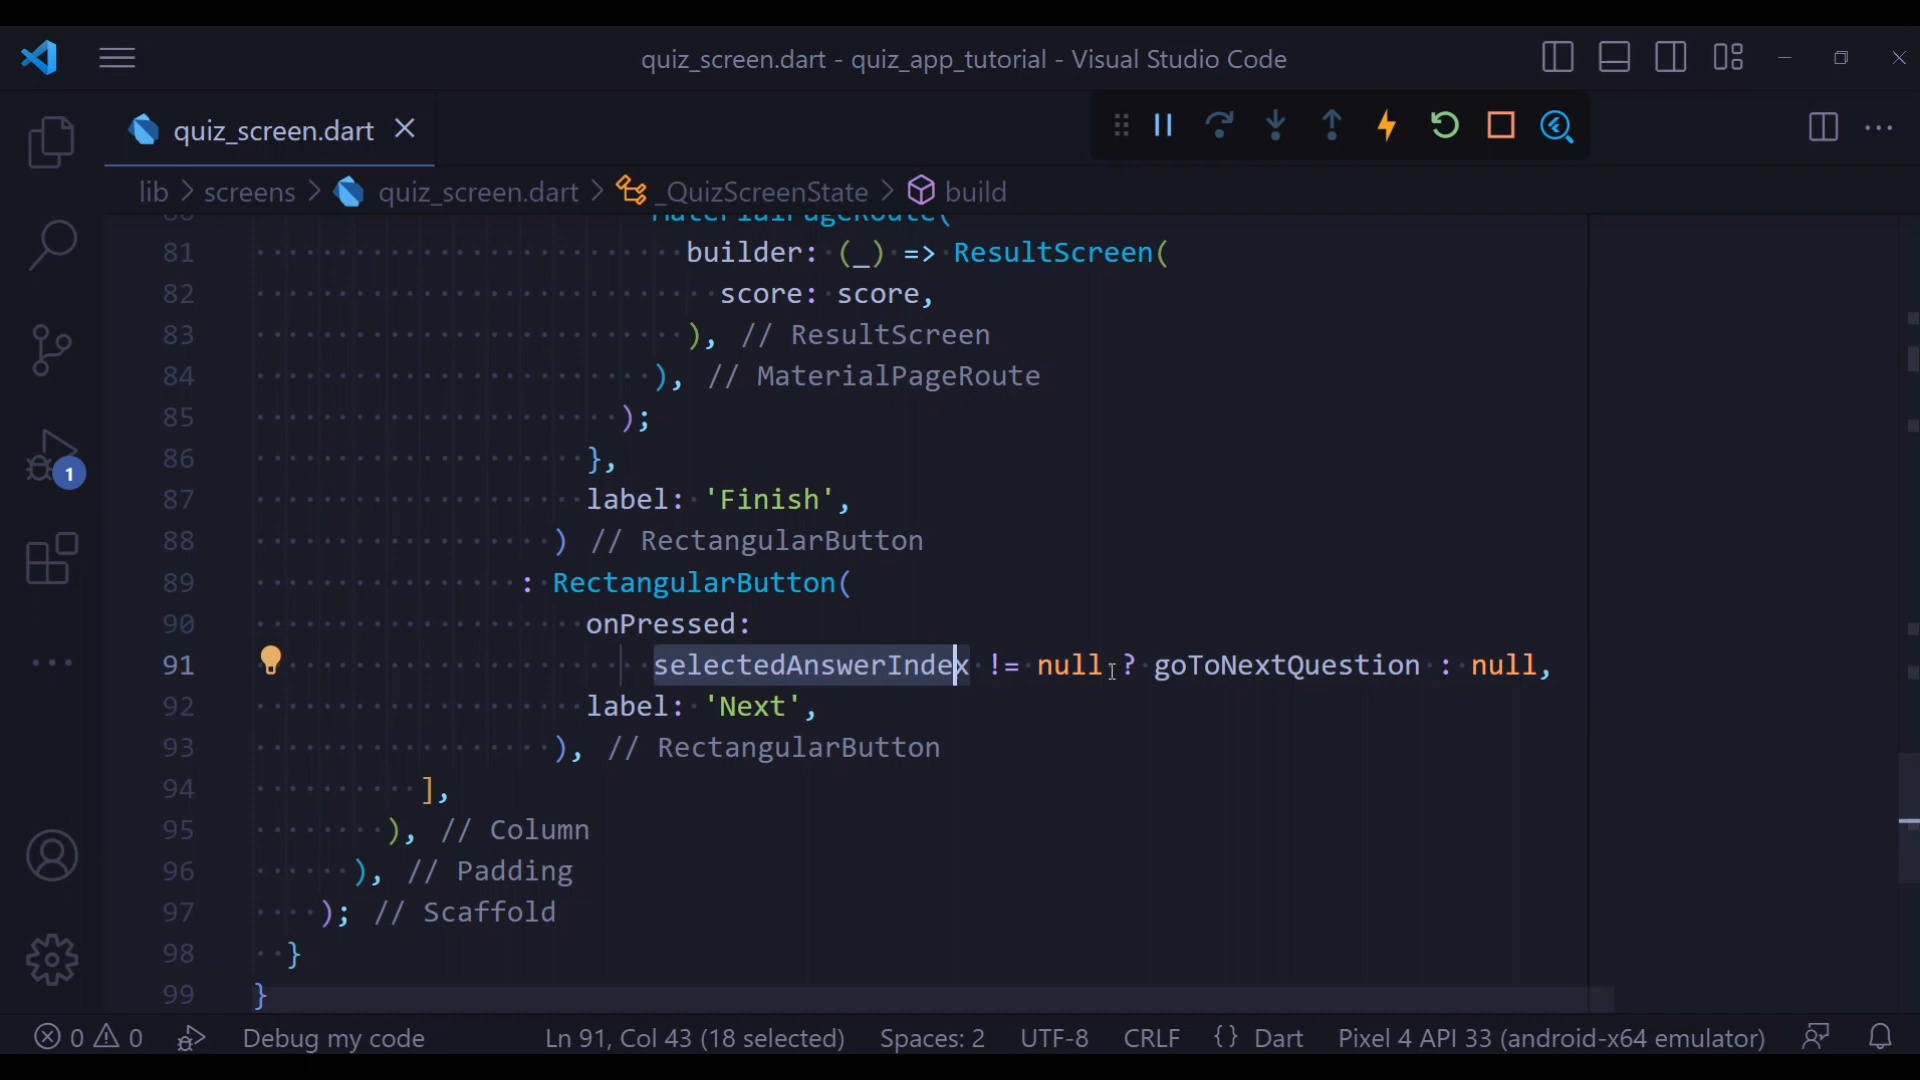 quiz_screen.dart - quiz_app_tutorial - Visual Studio Code
quiz_screen.dart
lib > screens > quiz_screen.dart > _QuizScreenState > build
80 MaterialPageRoute(
81 builder: (_) => ResultScreen(
82 score: score,
83 ), // ResultScreen
84 ), // MaterialPageRoute
85 );
86 },
87 label: 'Finish',
88 ) // RectangularButton
89 : RectangularButton(
90 onPressed:
91 selectedAnswerIndex != null ? goToNextQuestion : null,
92 label: 'Next',
93 ), // RectangularButton
94 ],
95 ), // Column
96 ), // Padding
97 ); // Scaffold
98 }
99 }
1
0 0 Debug my code Ln 91, Col 43 (18 selected) Spaces: 2 UTF-8 CRLF {} Dart Pixel 4 API 33 (android-x64 emulator)